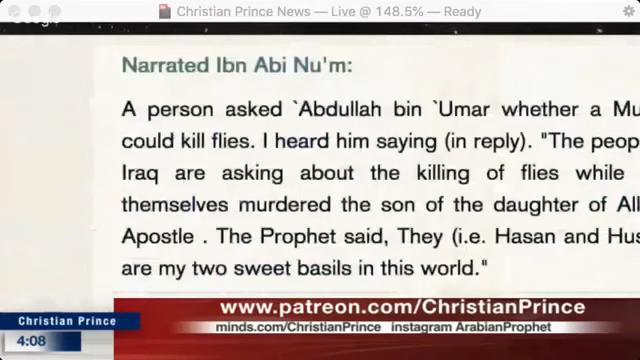 Christian Prince News — Live @ 148.5% — Ready
Narrated Ibn Abi Nu'm:
A person asked `Abdullah bin `Umar whether a Mu
could kill flies. I heard him saying (in reply). "The peop
Iraq are asking about the killing of flies while
themselves murdered the son of the daughter of All
Apostle . The Prophet said, They (i.e. Hasan and Hus
are my two sweet basils in this world."
www.patreon.com/ChristianPrince
Christian Prince
minds.com/ChristianPrince instagram ArabianProphet
4:08